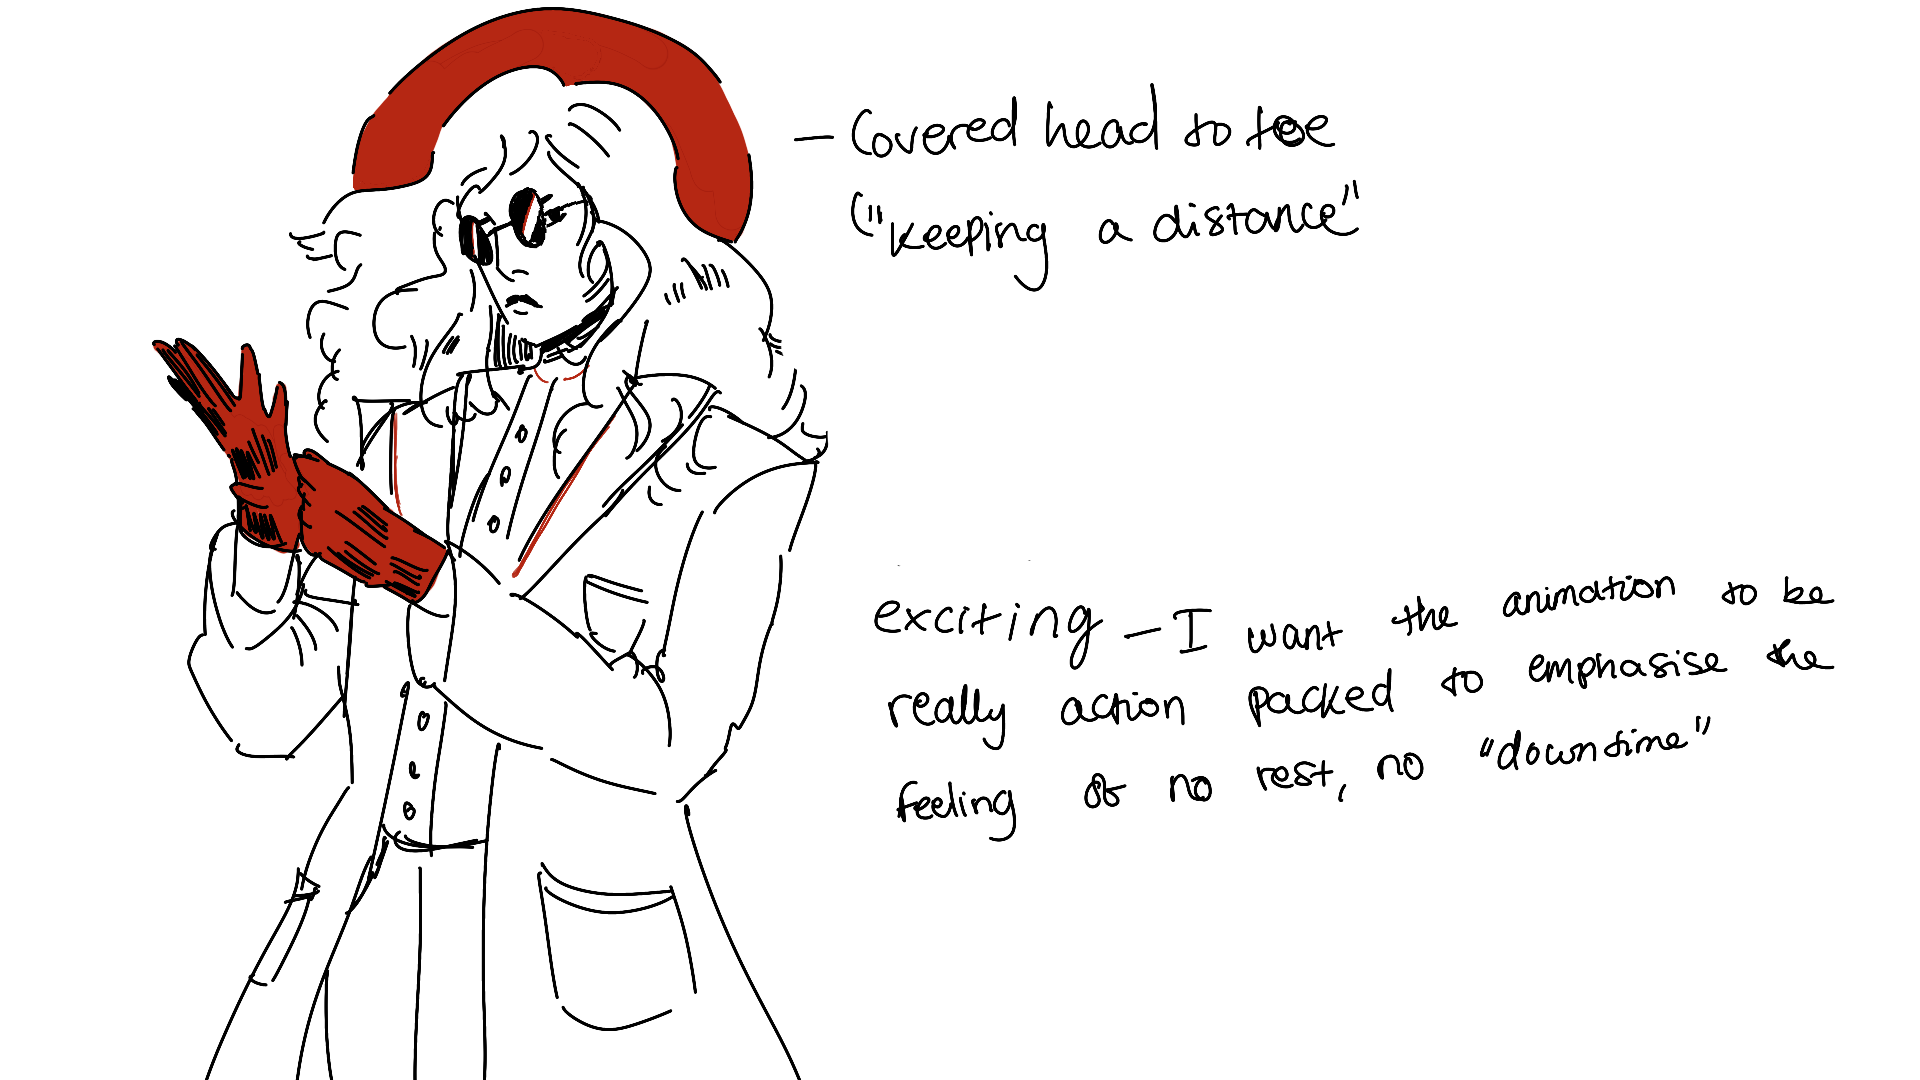 — Covered head to toe
("keeping a distance"
exciting — I want the animation to be
really action packed to emphasise the
feeling of no rest, no "downtime"